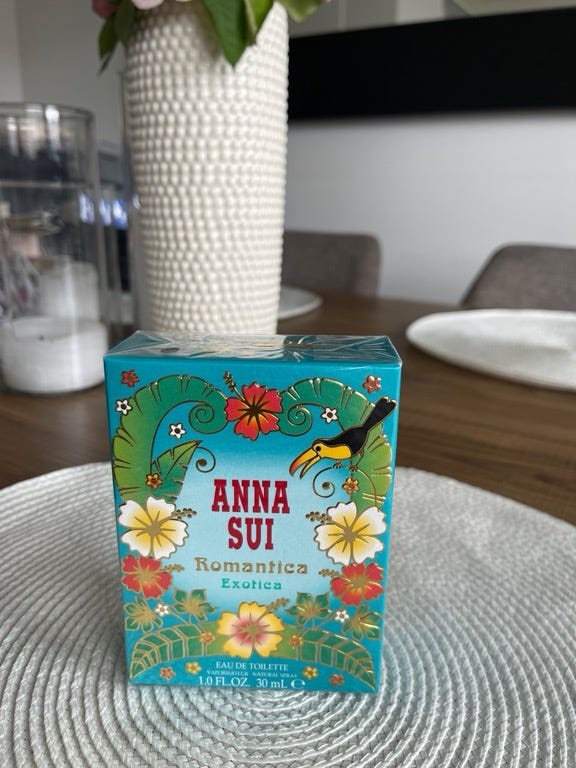 ANNA
SUI
Romantica
Exotica
EAU DE TOILETTE
VAPORISATEUR NATURAL SPRAY
1.0 FL.OZ. 30 mL ℮